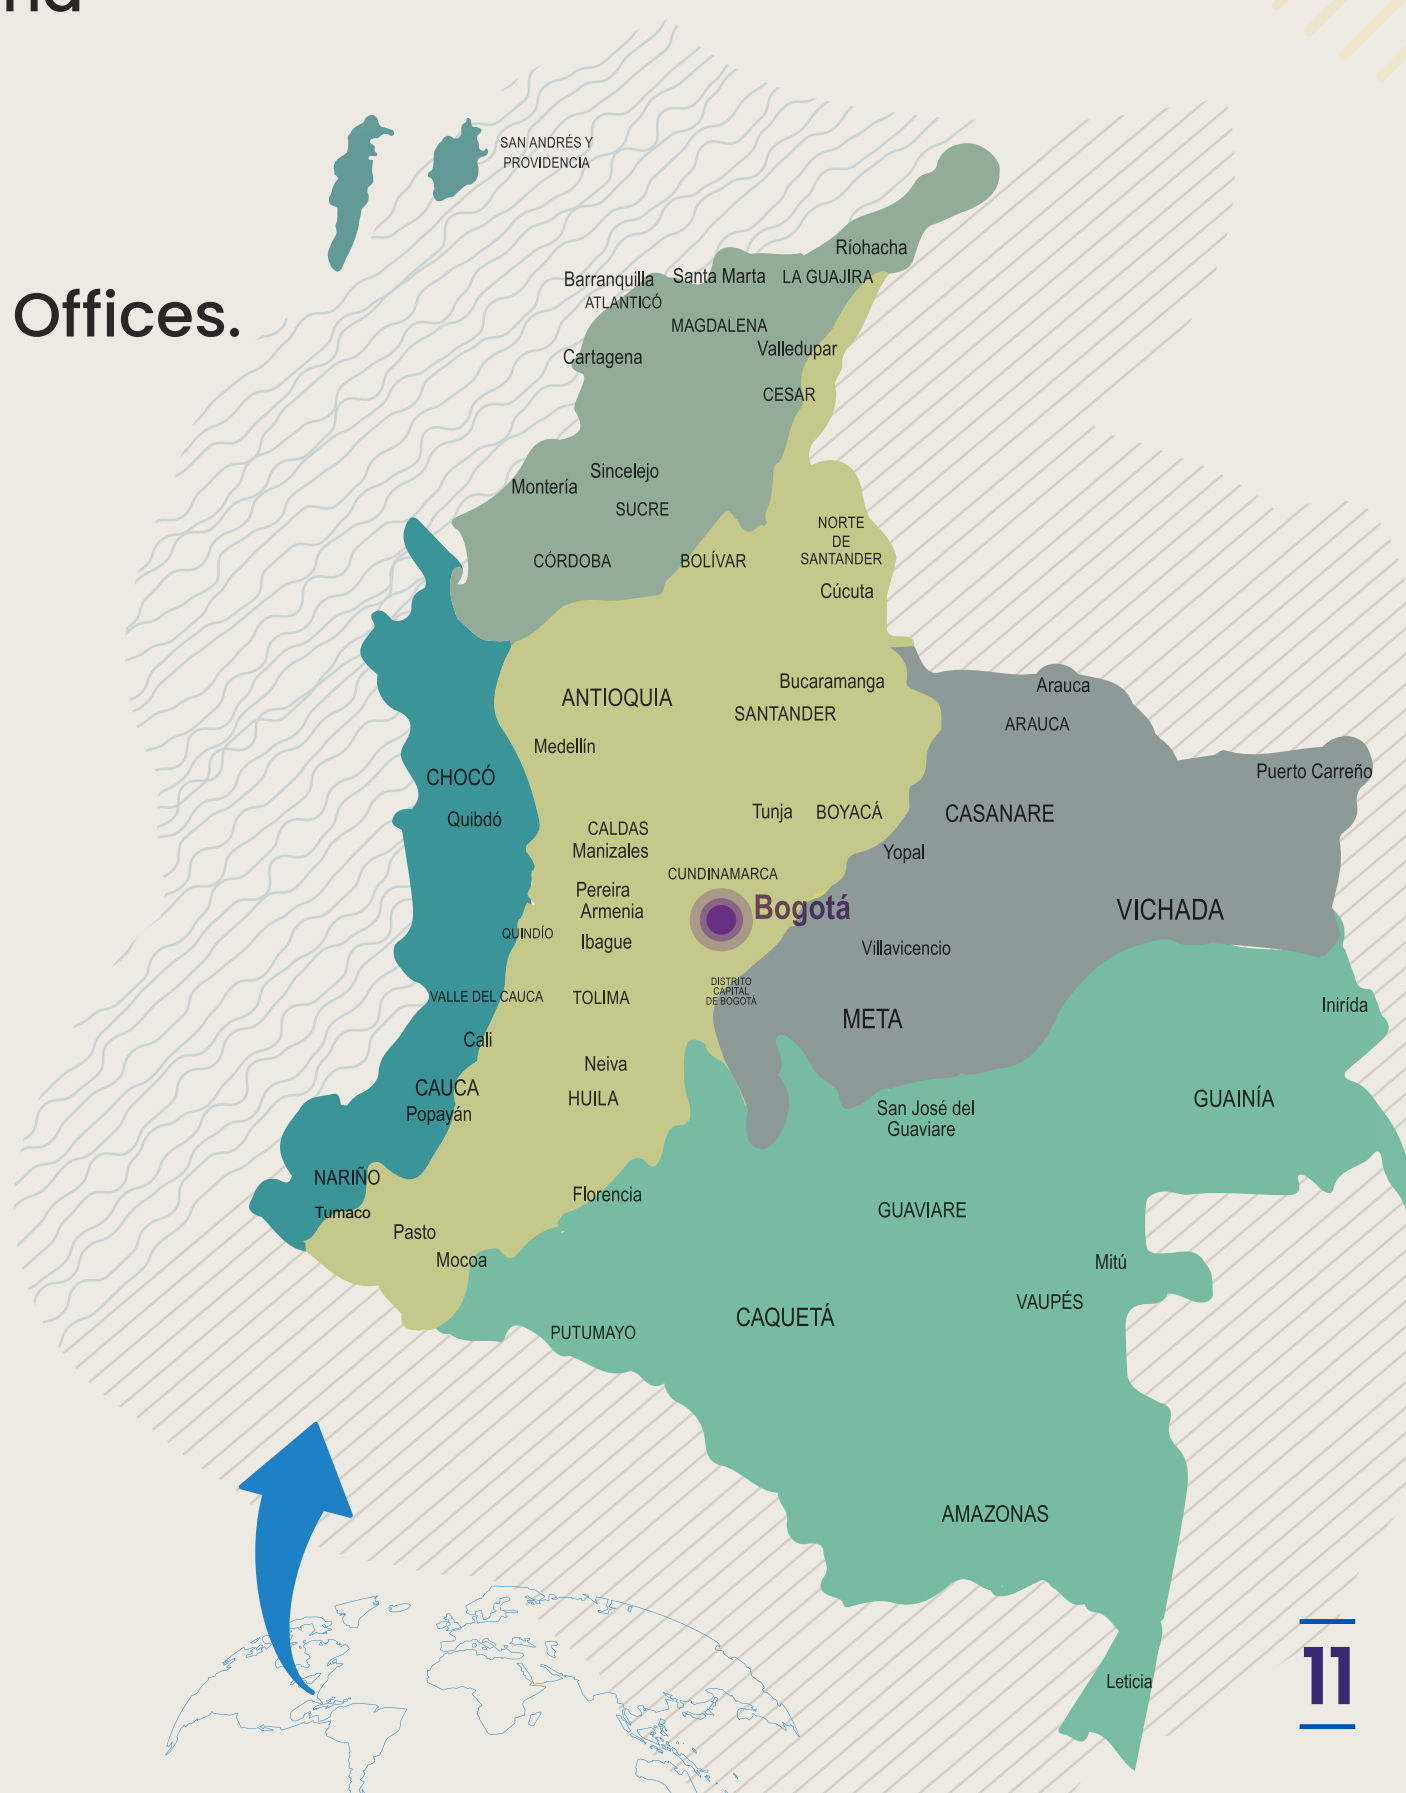 SAN ANDRÉS Y
PROVIDENCIA
Offices.
Ríohacha
Barranquilla
Santa Marta
LA GUAJIRA
ATLANTICÓ
MAGDALENA
Valledupar
Cartagena
CESAR
Sincelejo
Montería
SUCRE
NORTE
DE
SANTANDER
CÓRDOBA
BOLÍVAR
Cúcuta
Bucaramanga
Arauca
ANTIOQUIA
SANTANDER
ARAUCA
Medellín
CHOCÓ
Puerto Carreño
Quibdó
Tunja
BOYACÁ
CASANARE
CALDAS
Manizales
Yopal
CUNDINAMARCA
Pereira
Armenia
Bogotá
VICHADA
QUINDÍO
Ibague
Villavicencio
DISTRITO
CAPITAL
DE BOGOTÀ
VALLE DEL CAUCA
TOLIMA
Inirída
META
Cali
Neiva
CAUCA
HUILA
GUAINÍA
Popayán
San José del
Guaviare
NARIÑO
Florencia
Tumaco
GUAVIARE
Pasto
Mocoa
Mitú
VAUPÉS
CAQUETÁ
PUTUMAYO
AMAZONAS
Leticia
11